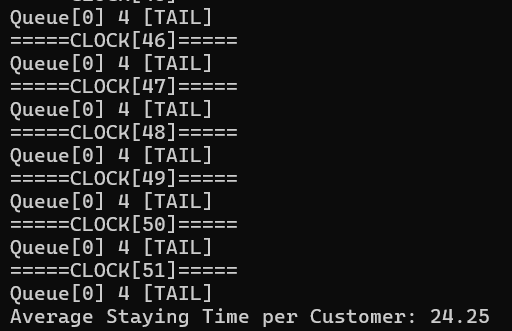 Queue[0] 4 [TAIL]
=====CLOCK[46]=====
Queue[0] 4 [TAIL]
=====CLOCK[47]=====
Queue[0] 4 [TAIL]
=====CLOCK[48]=====
Queue[0] 4 [TAIL]
=====CLOCK[49]=====
Queue[0] 4 [TAIL]
=====CLOCK[50]=====
Queue[0] 4 [TAIL]
=====CLOCK[51]=====
Queue[0] 4 [TAIL]
Average Staying Time per Customer: 24.25